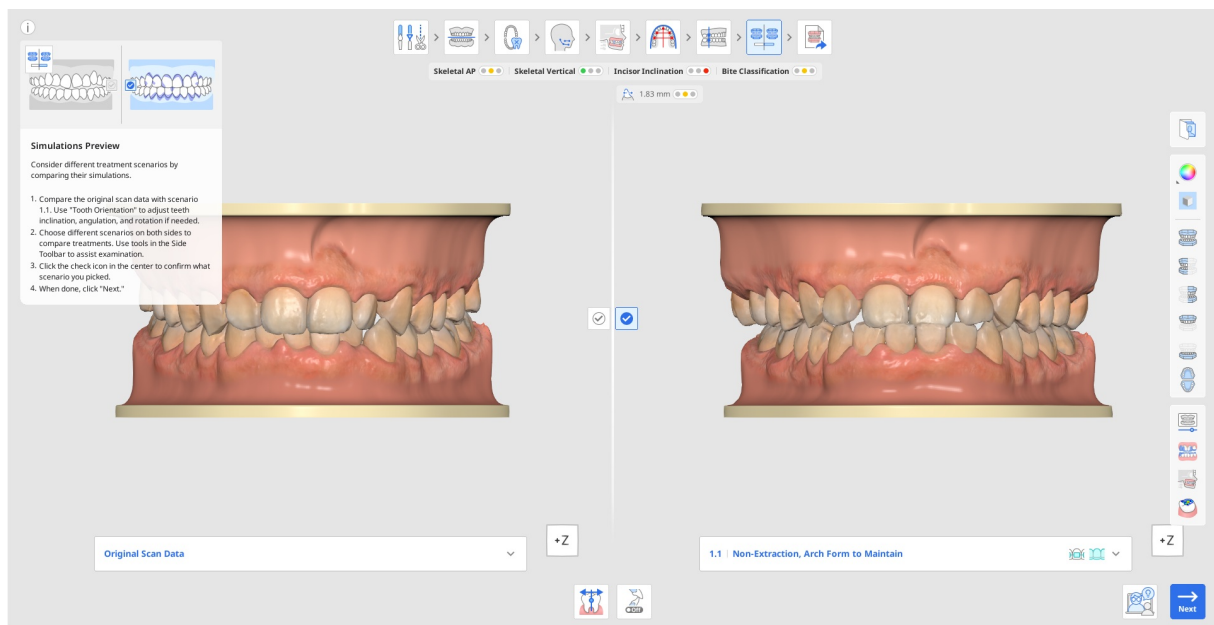 Skeletal AP
Skeletal Vertical
Incisor Inclination
Bite Classification
1.83 mm
Simulations Preview
Consider different treatment scenarios by
comparing their simulations.
1. Compare the original scan data with scenario
1.1. Use "Tooth Orientation" to adjust teeth
inclination, angulation, and rotation if needed.
2. Choose different scenarios on both sides to
compare treatments. Use tools in the Side
Toolbar to assist examination.
3. Click the check icon in the center to confirm what
scenario you picked.
4. When done, click "Next."
Original Scan Data
+Z
1.1 Non-Extraction, Arch Form to Maintain
+Z
Off
Next